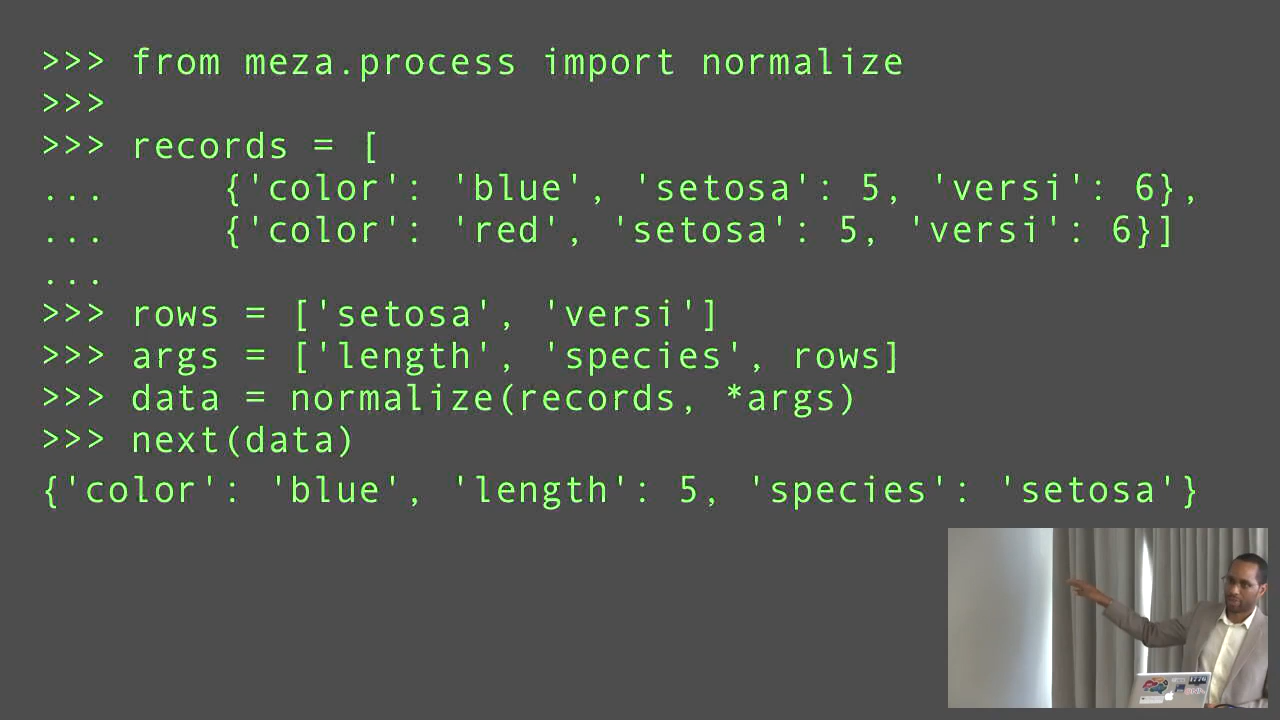 >>> from meza.process import normalize
>>>
>>> records = [
...     {'color': 'blue', 'setosa': 5, 'versi': 6},
...     {'color': 'red', 'setosa': 5, 'versi': 6}]
...
>>> rows = ['setosa', 'versi']
>>> args = ['length', 'species', rows]
>>> data = normalize(records, *args)
>>> next(data)
{'color': 'blue', 'length': 5, 'species': 'setosa'}